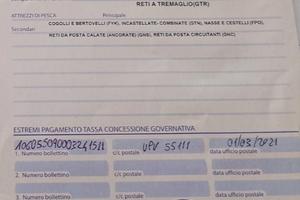 RETI A TREMAGLIO(GTR)
ATTREZZI DI PESCA Principale
COGOLLI E BERTOVELLI (FYK), INCASTELLATE- COMBINATE (GTN), NASSE E CESTELLI (FPO),
Secondari
RETI DA POSTA CALATE (ANCORATE) (GNS), RETI DA POSTA CIRCUITANTI (GNC)
ESTREMI PAGAMENTO TASSA CONCESSIONE GOVERNATIVA
UPV 55111 01/03/2021
1. Numero bollettino c/c postale data ufficio postale
2. Numero bollettino c/c postale data ufficio postale
3. Numero bollettino c/c postale data ufficio postale